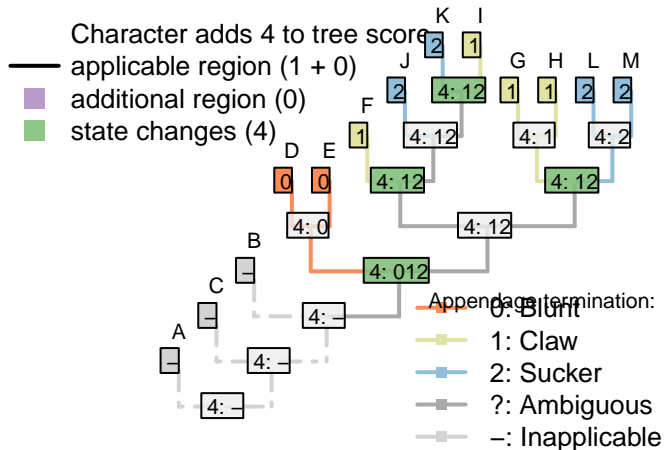 Character adds 4 to tree score
applicable region (1 + 0)
additional region (0)
state changes (4)
K I
2 1
J G H L M
2 4: 12 1 1 2 2
F
1 4: 12 4: 1 4: 2
D E
0 0 4: 12 4: 12
4: 0 4: 12
B
– 4: 012
C
– 4: –
A
– 4: –
4: –
Appendage termination:
0: Blunt
1: Claw
2: Sucker
?: Ambiguous
–: Inapplicable